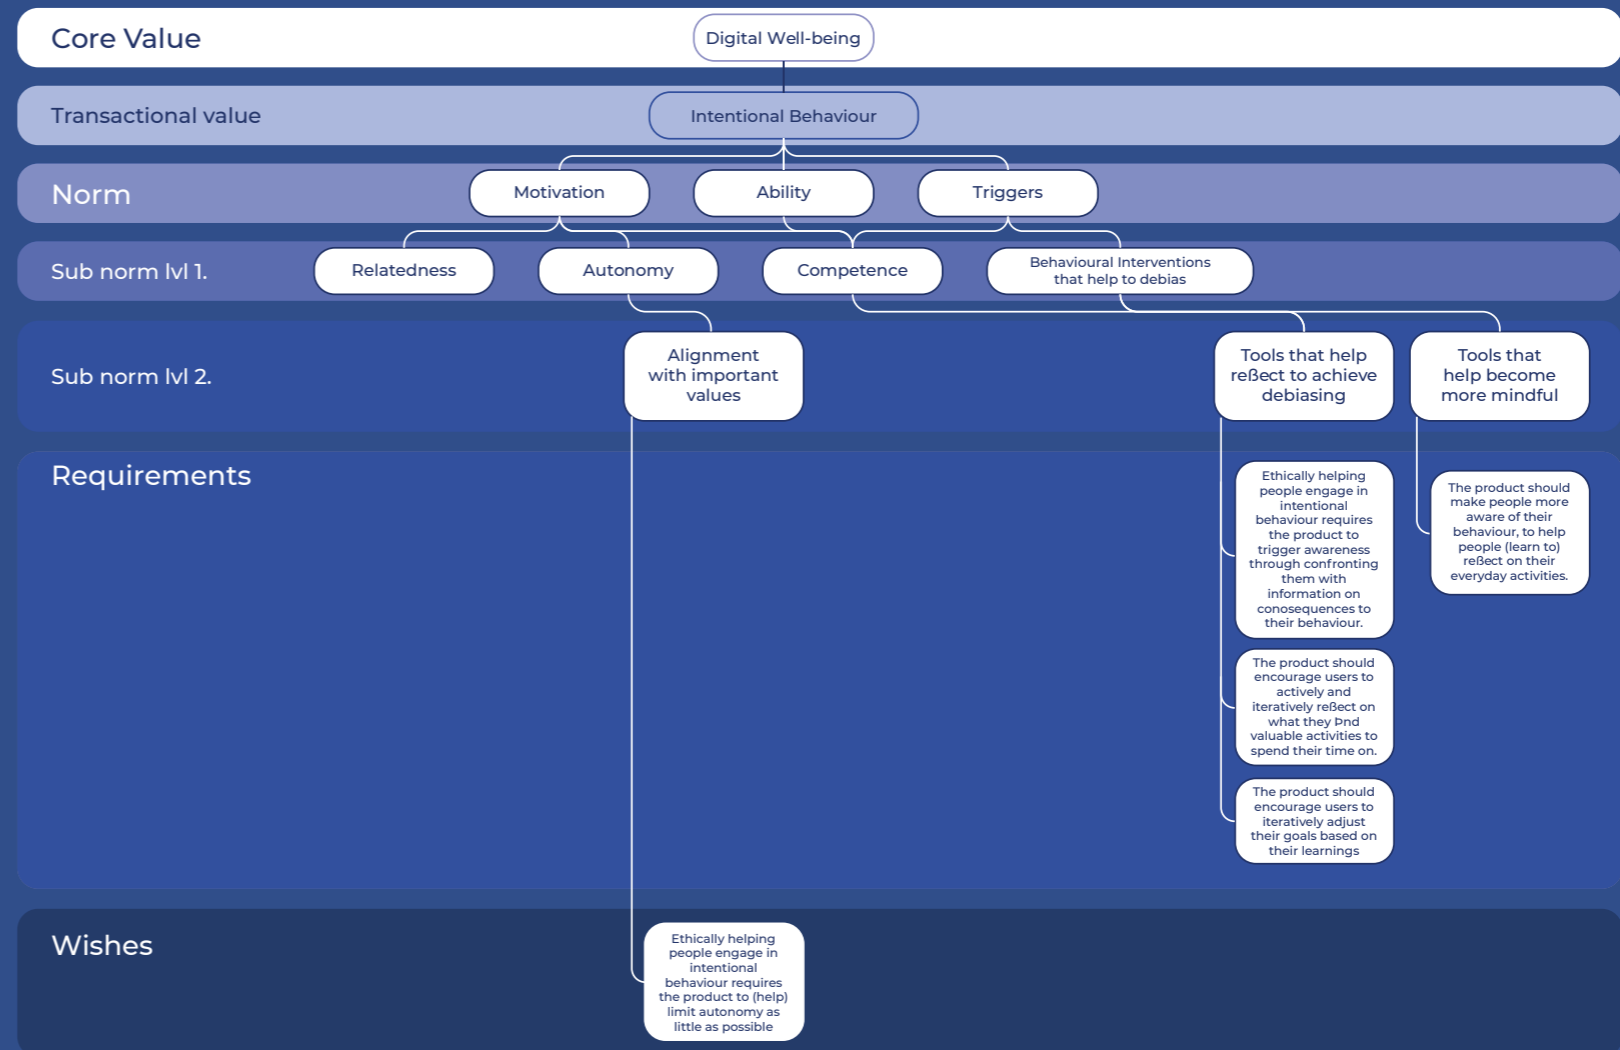 Core Value
Digital Well-being
Transactional value
Intentional Behaviour
Norm
Motivation
Ability
Triggers
Sub norm lvl 1.
Relatedness
Autonomy
Competence
Behavioural Interventions
that help to debias
Sub norm lvl 2.
Alignment
with important
values
Tools that help
reßect to achieve
debiasing
Tools that
help become
more mindful
Requirements
Ethically helping
people engage in
intentional
behaviour requires
the product to
trigger awareness
through confronting
them with
information on
conosequences to
their behaviour.
The product should
make people more
aware of their
behaviour, to help
people (learn to)
reßect on their
everyday activities.
The product should
encourage users to
actively and
iteratively reßect on
what they Þnd
valuable activities to
spend their time on.
The product should
encourage users to
iteratively adjust
their goals based on
their learnings
Wishes
Ethically helping
people engage in
intentional
behaviour requires
the product to (help)
limit autonomy as
little as possible